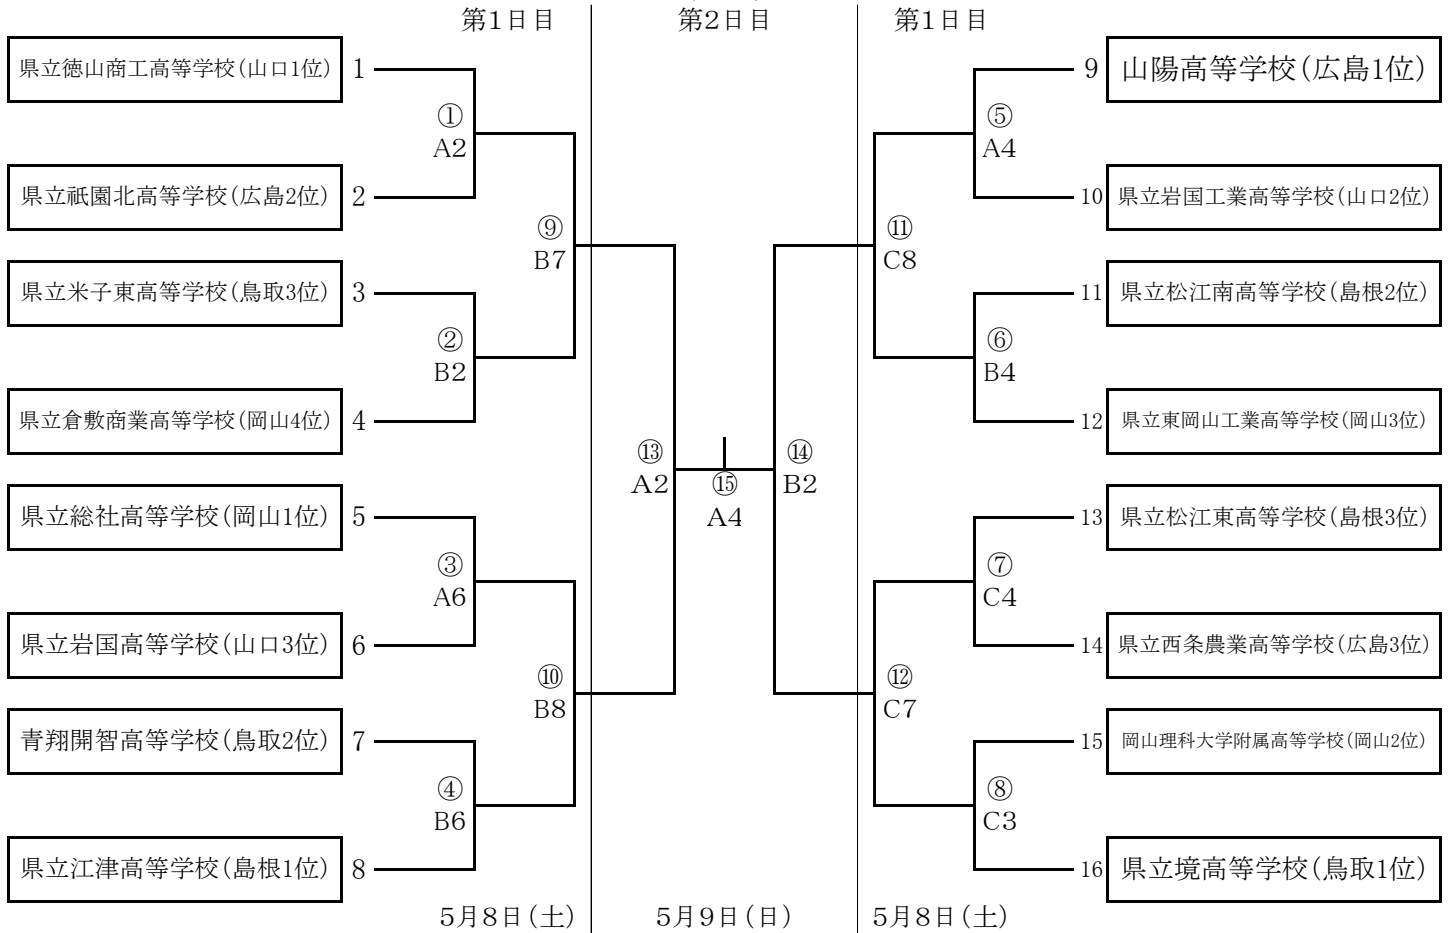 第1日目
第2日目
第1日目
県立徳山商工高等学校(山口1位) 1
① A2
県立祇園北高等学校(広島2位) 2
⑨ B7
県立米子東高等学校(鳥取3位) 3
② B2
県立倉敷商業高等学校(岡山4位) 4
⑬ A2
県立総社高等学校(岡山1位) 5
③ A6
県立岩国高等学校(山口3位) 6
⑩ B8
青翔開智高等学校(鳥取2位) 7
④ B6
県立江津高等学校(島根1位) 8
⑮ A4
9 山陽高等学校(広島1位)
⑤ A4
10 県立岩国工業高等学校(山口2位)
⑪ C8
11 県立松江南高等学校(島根2位)
⑥ B4
12 県立東岡山工業高等学校(岡山3位)
⑭ B2
13 県立松江東高等学校(島根3位)
⑦ C4
14 県立西条農業高等学校(広島3位)
⑫ C7
15 岡山理科大学附属高等学校(岡山2位)
⑧ C3
16 県立境高等学校(鳥取1位)
5月8日(土)
5月9日(日)
5月8日(土)